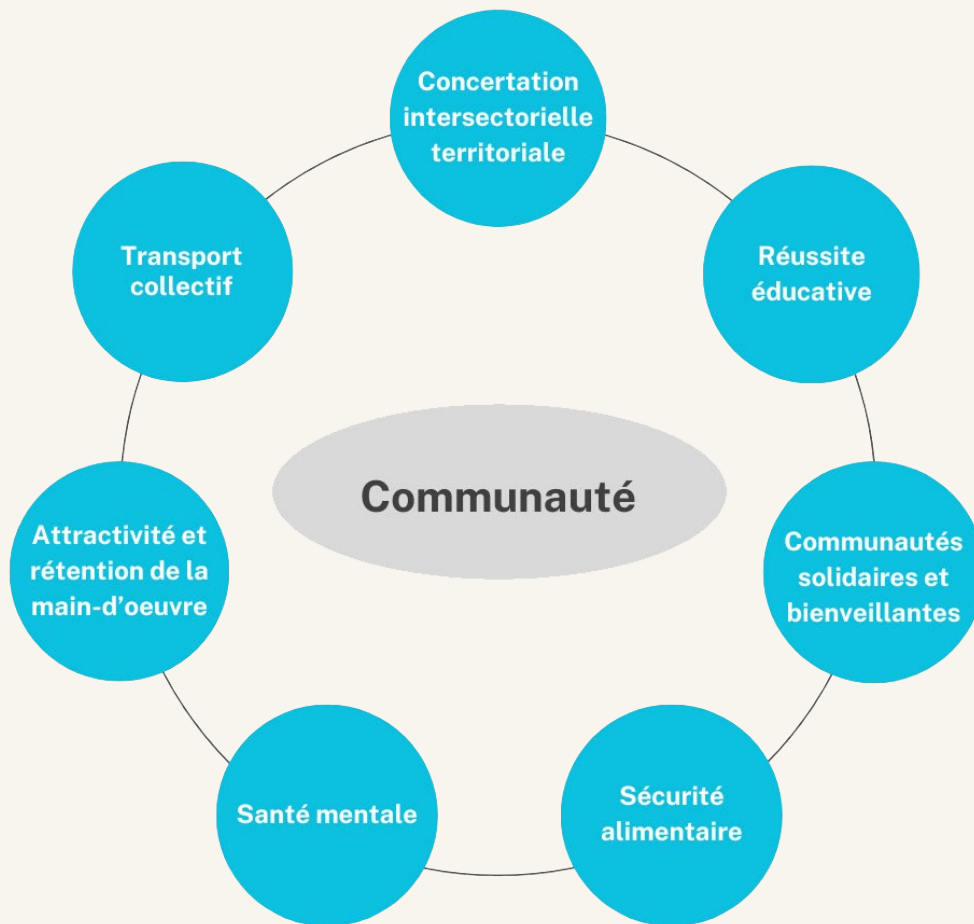 Concertation
intersectorielle
territoriale
Réussite
éducative
Communautés
solidaires et
bienveillantes
Sécurité
alimentaire
Santé mentale
Attractivité et
rétention de la
main-d'oeuvre
Transport
collectif
Communauté